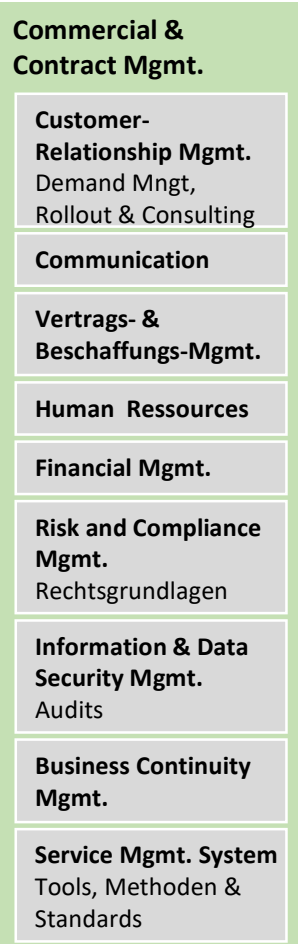 Commercial &
Contract Mgmt.
Customer-
Relationship Mgmt.
Demand Mngt,
Rollout & Consulting
Communication
Vertrags- &
Beschaffungs-Mgmt.
Human Ressources
Financial Mgmt.
Risk and Compliance
Mgmt.
Rechtsgrundlagen
Information & Data
Security Mgmt.
Audits
Business Continuity
Mgmt.
Service Mgmt. System
Tools, Methoden &
Standards